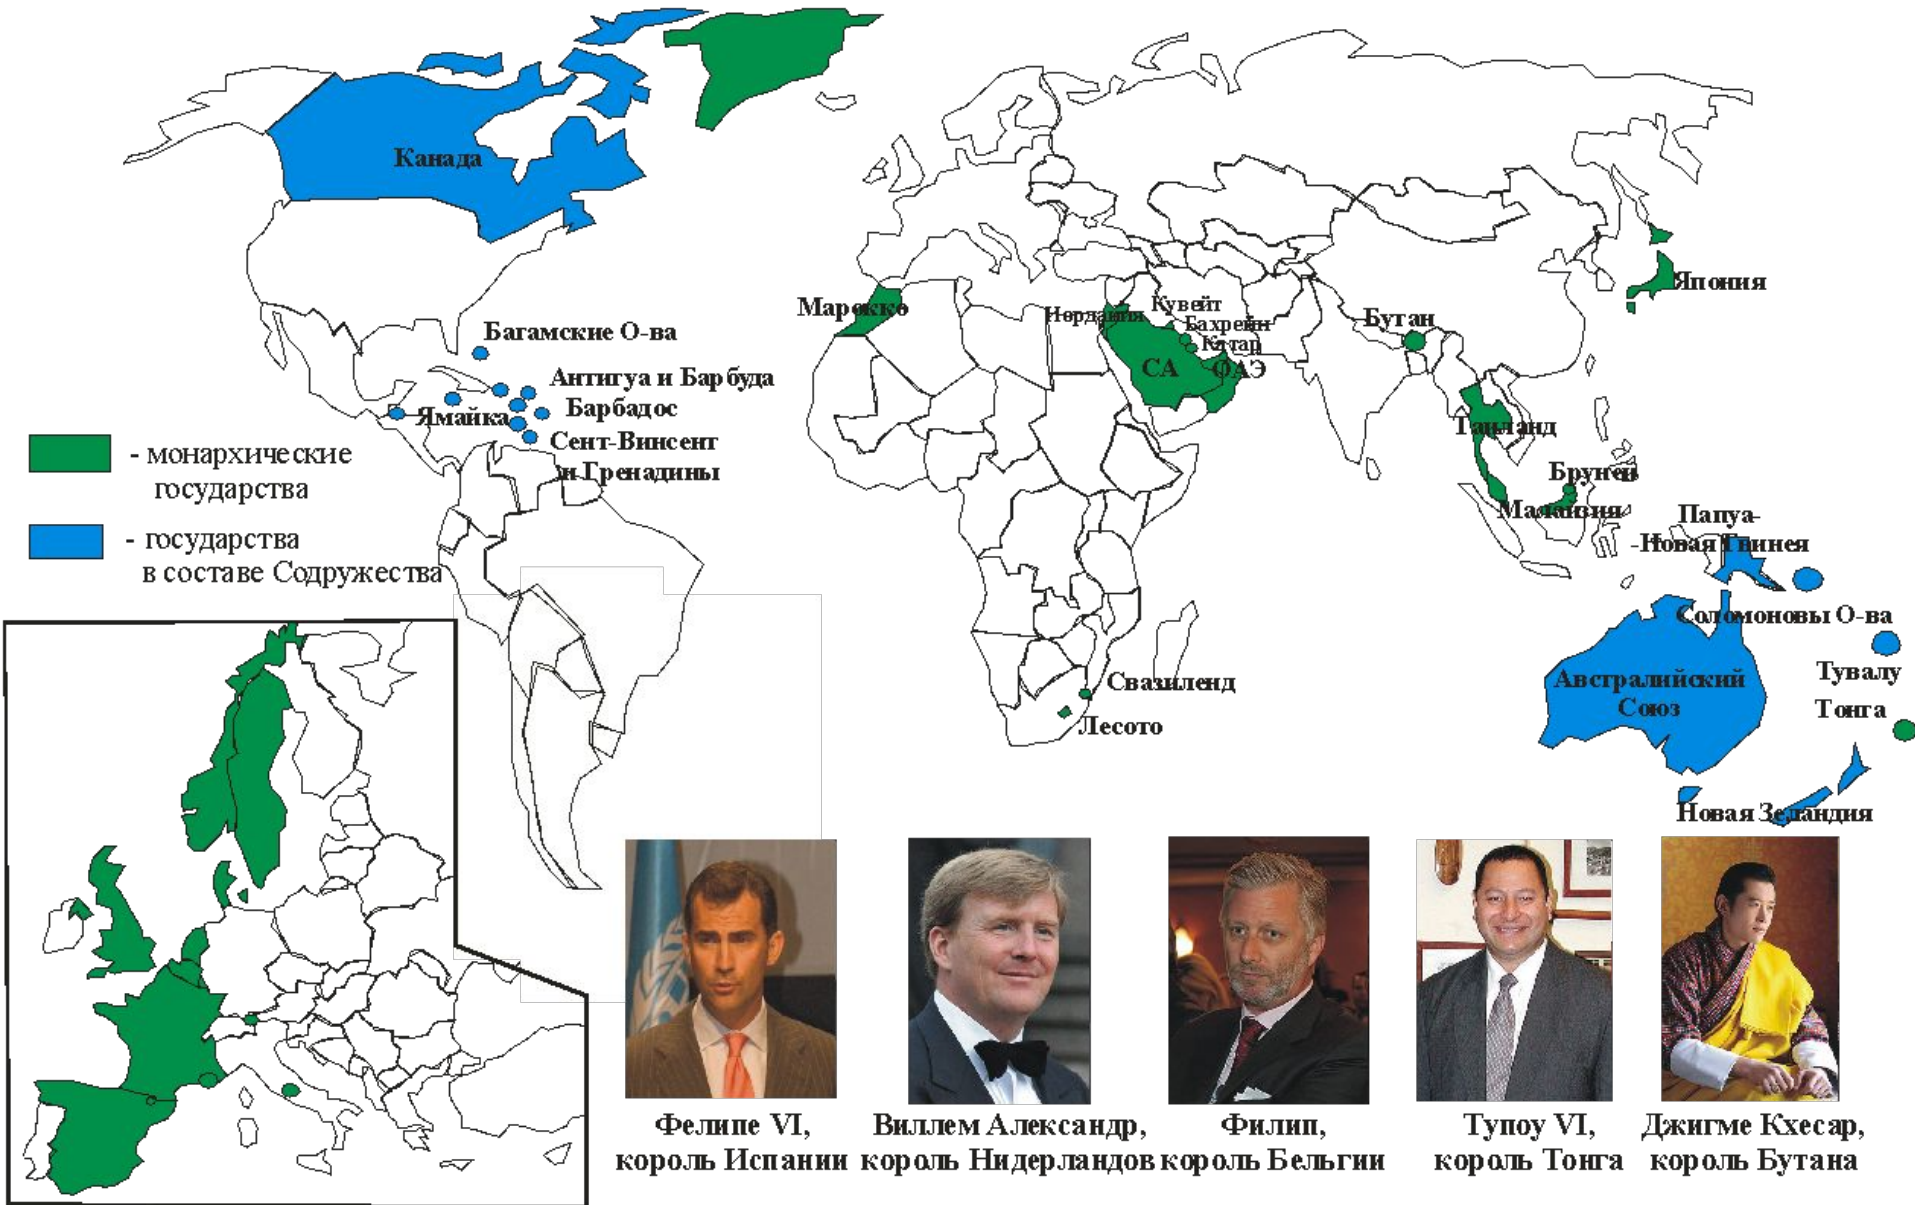 Канада
Багамские О-ва
Антигуа и Барбуда
Барбадос
Ямайка
Сент-Винсент
и Гренадины
- монархические
государства
- государства
в составе Содружества
Марокко
Иордания
Кувейт
Бахрейн
Катар
СА
ОАЭ
Бутан
Япония
Таиланд
Бруней
Малайзия
Папуа-
-Новая Гвинея
Соломоновы О-ва
Тувалу
Тонга
Австралийский
Союз
Новая Зеландия
Свазиленд
Лесото
Фелипе VI,
король Испании
Виллем Александр,
король Нидерландов
Филип,
король Бельгии
Тупоу VI,
король Тонга
Джигме Кхесар,
король Бутана